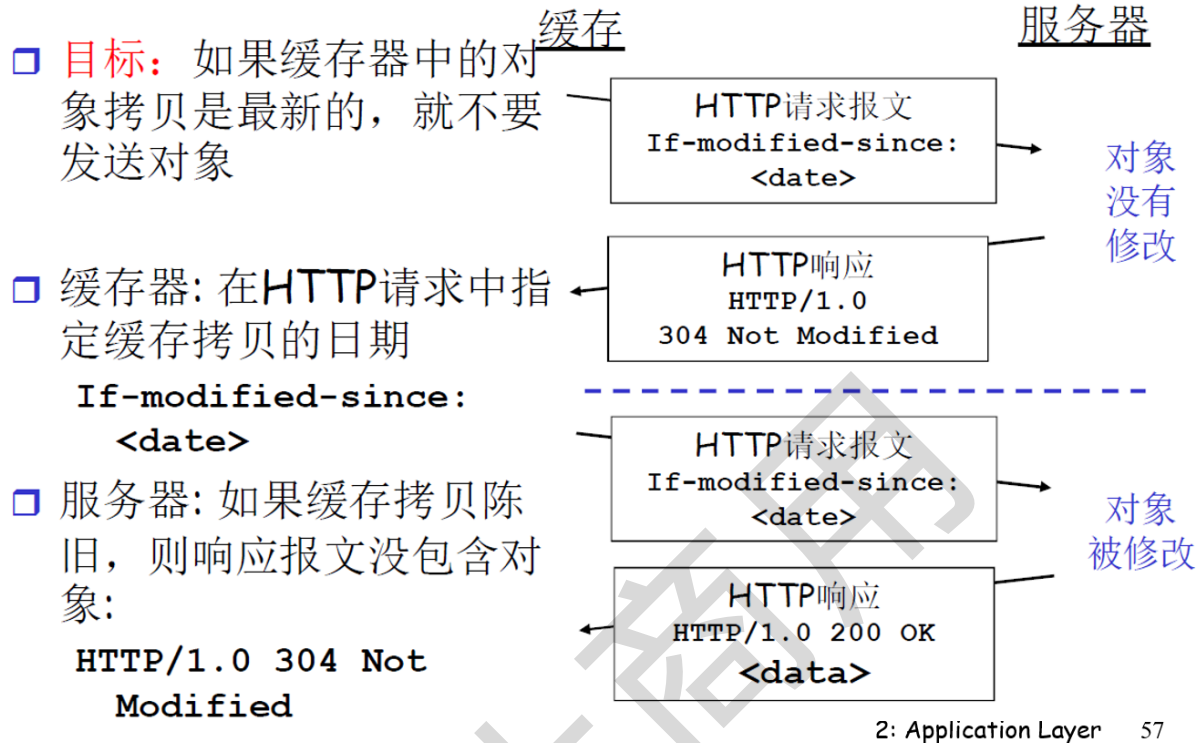 缓存
服务器
目标：如果缓存器中的对
象拷贝是最新的，就不要
发送对象
缓存器: 在HTTP请求中指
定缓存拷贝的日期
If-modified-since:
<date>
服务器: 如果缓存拷贝陈
旧，则响应报文没包含对
象:
HTTP/1.0 304 Not
Modified
HTTP请求报文
If-modified-since:
<date>
对象
没有
修改
HTTP响应
HTTP/1.0
304 Not Modified
HTTP请求报文
If-modified-since:
<date>
对象
被修改
HTTP响应
HTTP/1.0 200 OK
<data>
商用
2: Application Layer 57